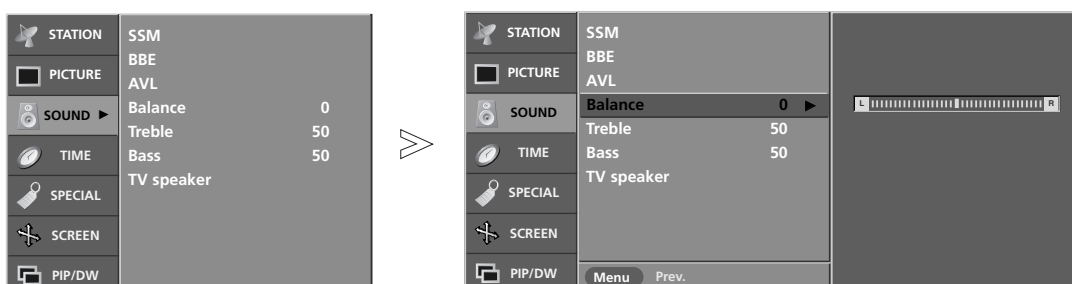 STATION
PICTURE
SOUND ►
TIME
SPECIAL
SCREEN
PIP/DW
SSM
BBE
AVL
Balance 0
Treble 50
Bass 50
TV speaker
STATION
PICTURE
SOUND
TIME
SPECIAL
SCREEN
PIP/DW
SSM
BBE
AVL
Balance 0 ►
Treble 50
Bass 50
TV speaker
Menu Prev.
L R